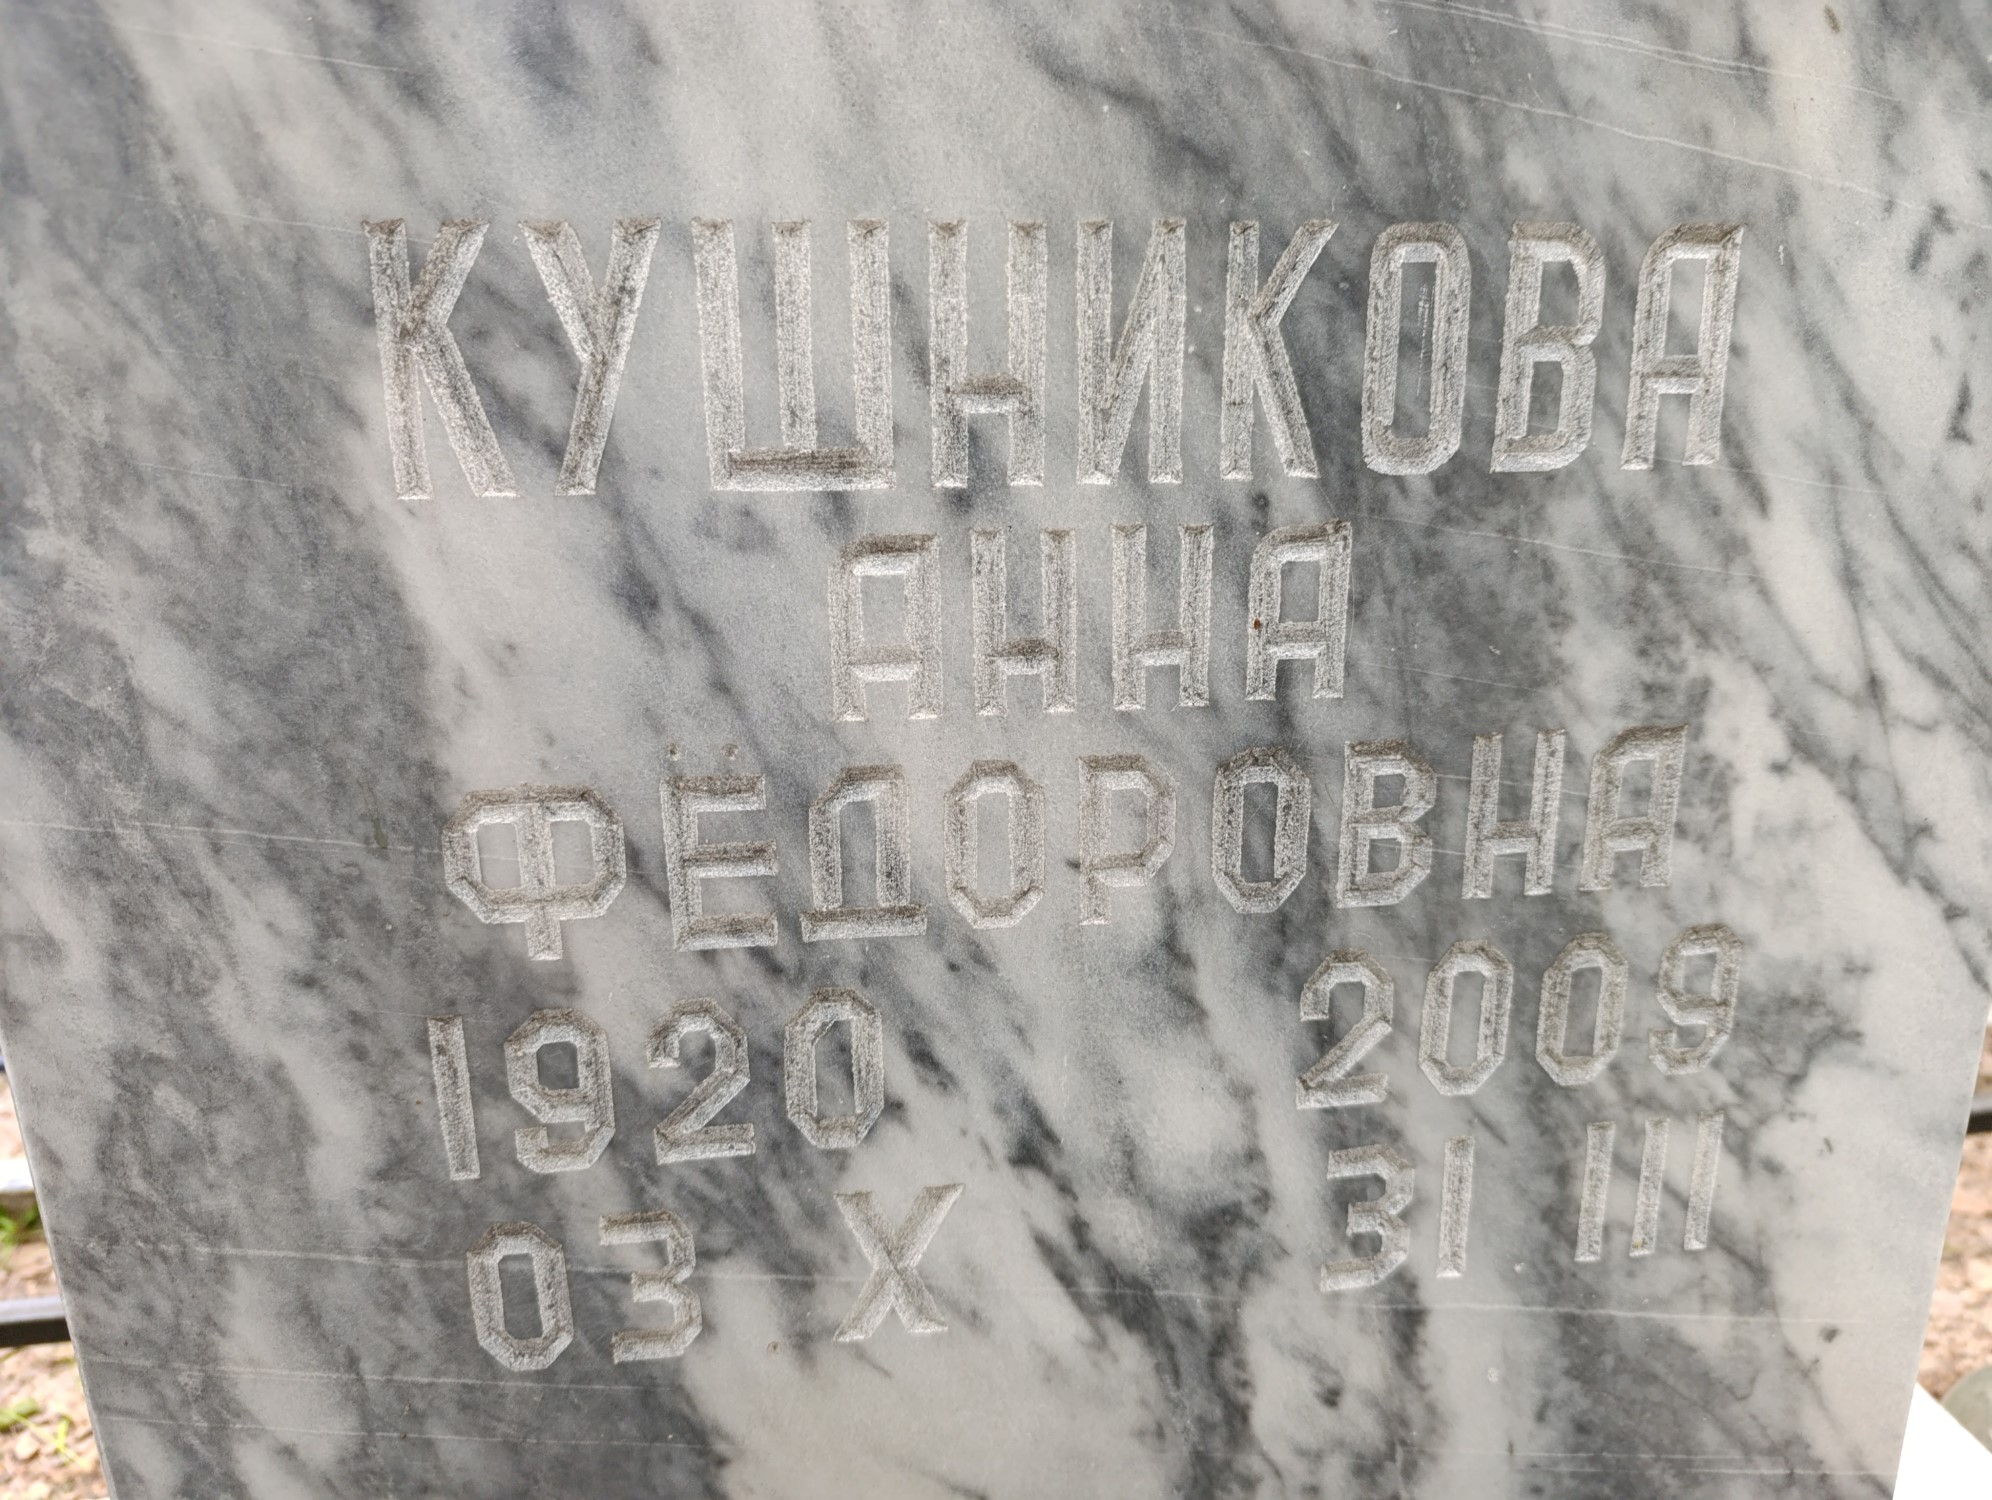 КУШНИКОВА
АННА
ФЁДОРОВНА
1920 2009
03 X 31 III